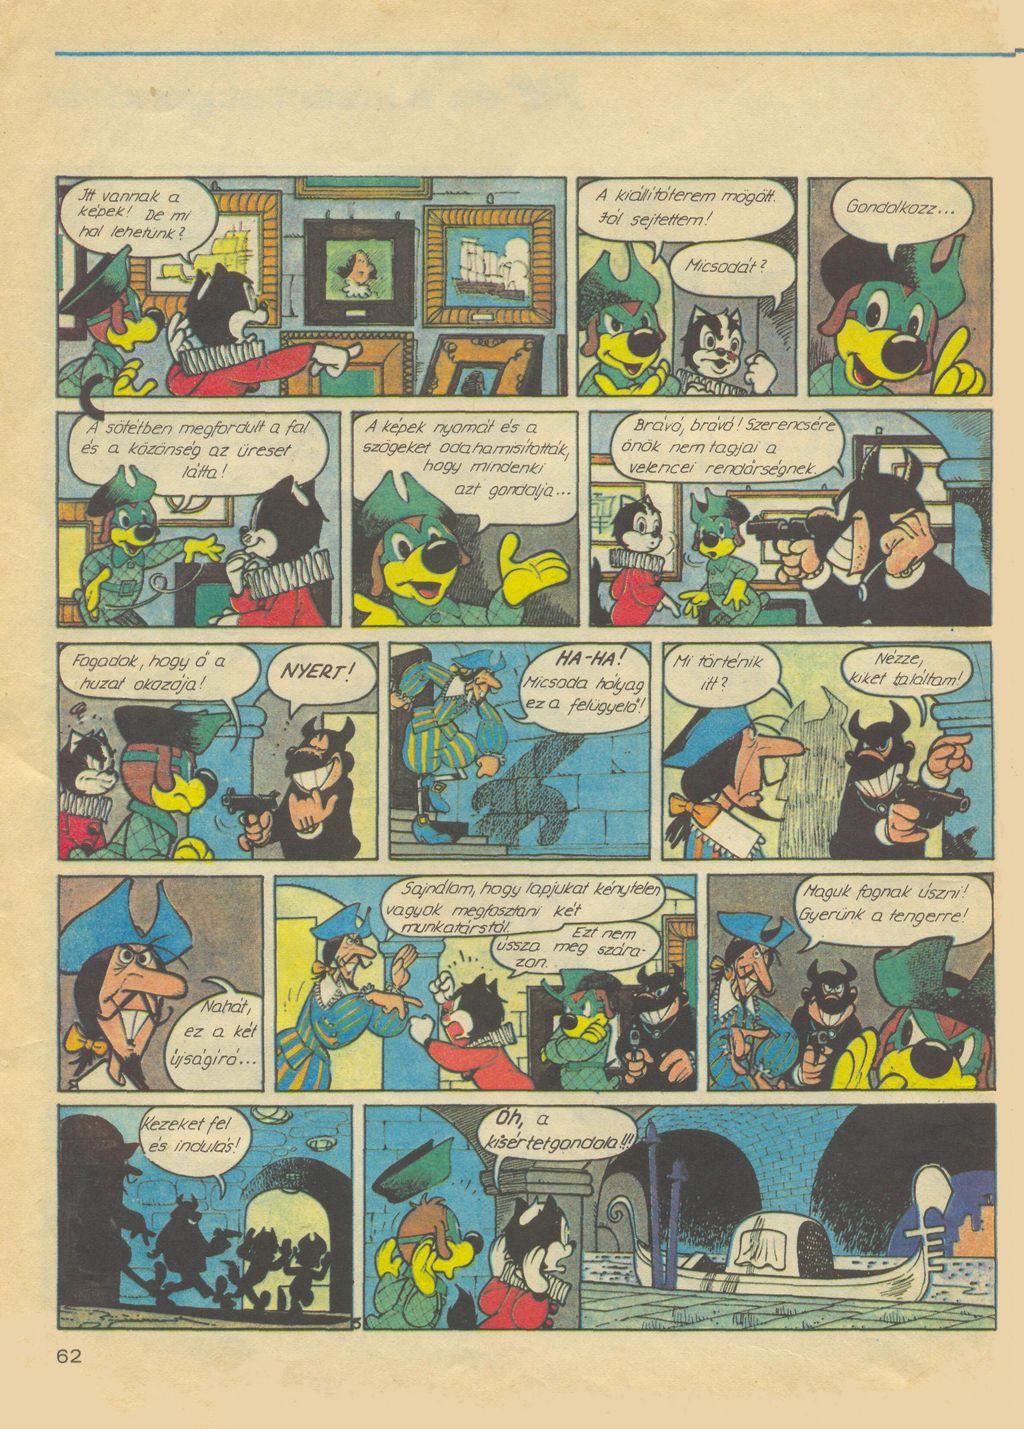 Itt vannak a
képek! De mi
hol lehetünk?
A kiállítóterem mögött.
Jól sejtettem!
Micsodát?
Gondolkozz...
A sötétben megfordult a fal
és a közönség az üreset
látta!
A képek nyomát és a
szögeket odahamisították,
hogy mindenki
azt gondolja...
Bravó, bravó! Szerencsére
önök nem tagjai a
velencei rendőrségnek.
Fogadok, hogy ő a
huzat okozója!
NYERT!
HA-HA!
Micsoda hólyag
ez a felügyelő!
Mi történik
itt?
Nézze,
kiket találtam!
Nahát,
ez a két
újságíró...
Sajnálom, hogy lapjukat kénytelen
vagyok megfosztani két
munkatárstól.
Ezt nem
ússza meg szára-
zon.
Maguk fognak úszni!
Gyerünk a tengerre!
Kezeket fel
és indulás!
Óh, a
kisértetgondola!!!
5
62